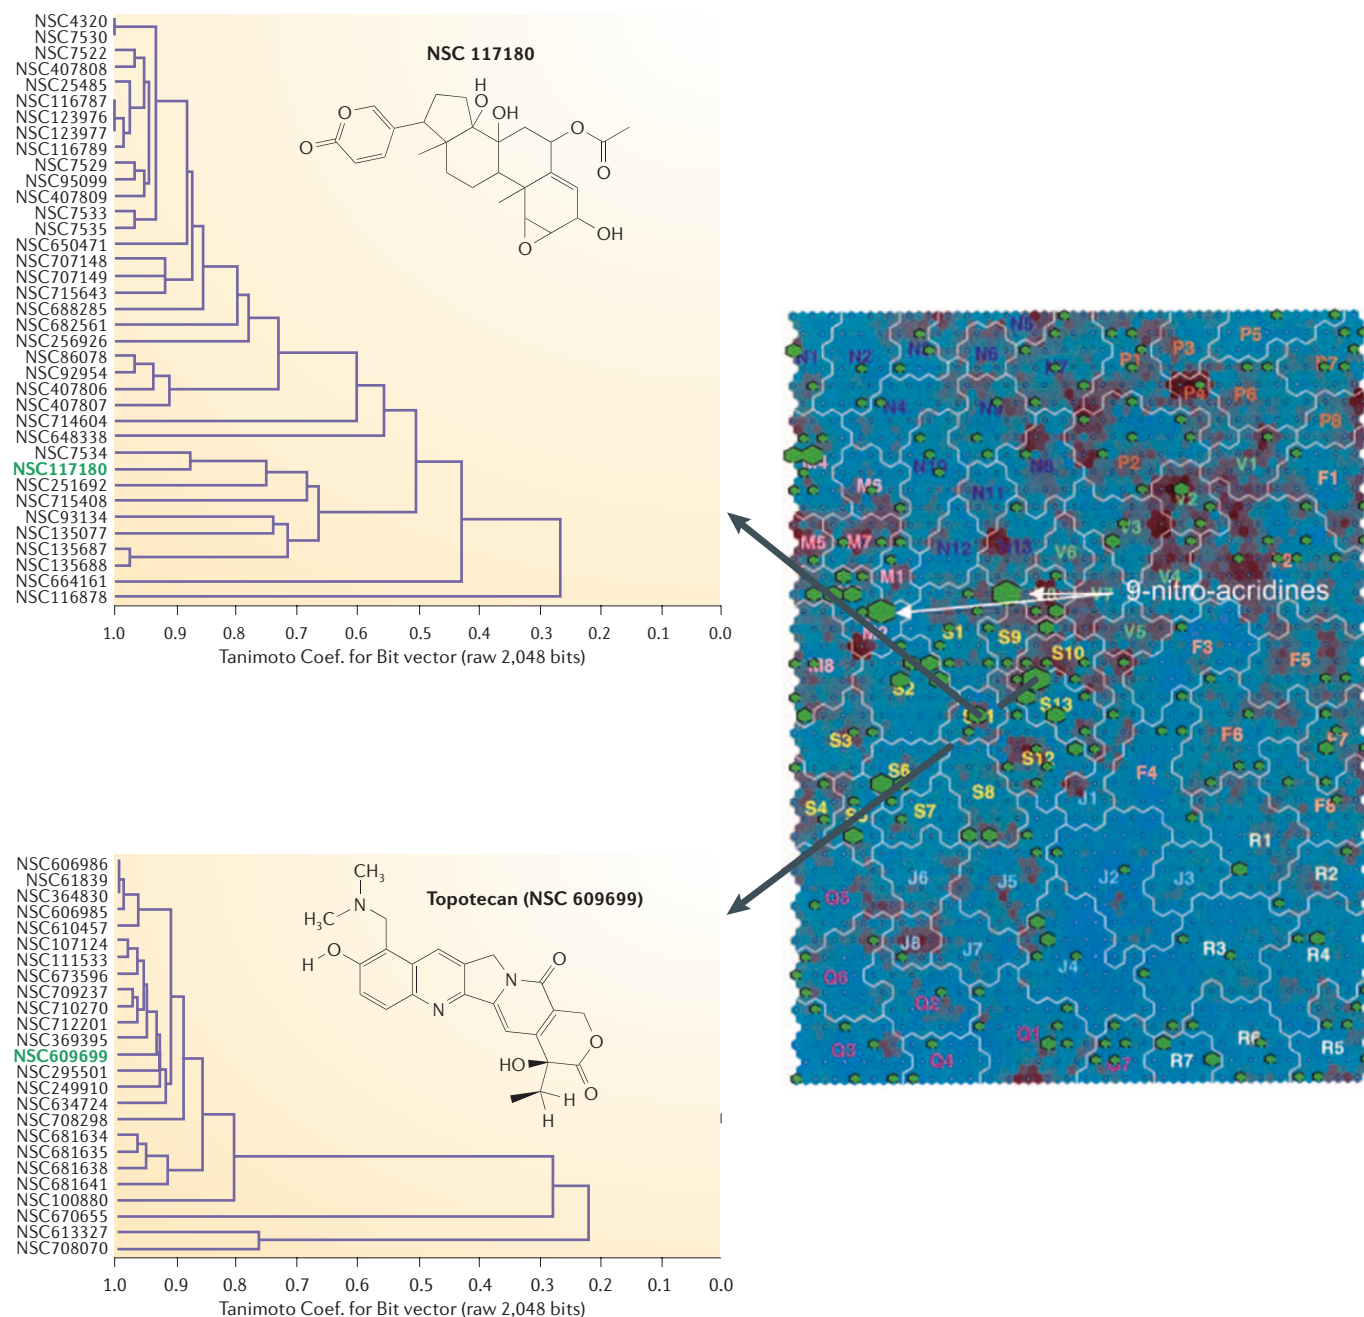 NSC4320
NSC7530
NSC7522
NSC407808
NSC25485
NSC116787
NSC123976
NSC123977
NSC116789
NSC7529
NSC95099
NSC407809
NSC7533
NSC7535
NSC650471
NSC707148
NSC707149
NSC715643
NSC688285
NSC682561
NSC256926
NSC86078
NSC92954
NSC407806
NSC407807
NSC714604
NSC648338
NSC7534
NSC117180
NSC251692
NSC715408
NSC93134
NSC135077
NSC135687
NSC135688
NSC664161
NSC116878
1.0 0.9 0.8 0.7 0.6 0.5 0.4 0.3 0.2 0.1 0.0
Tanimoto Coef. for Bit vector (raw 2,048 bits)
NSC 117180
H
O
OH
O
O
O
O
O
OH
NSC606986
NSC61839
NSC364830
NSC606985
NSC610457
NSC107124
NSC111533
NSC673596
NSC709237
NSC710270
NSC712201
NSC369395
NSC609699
NSC295501
NSC249910
NSC634724
NSC708298
NSC681634
NSC681635
NSC681638
NSC681641
NSC100880
NSC670655
NSC613327
NSC708070
1.0 0.9 0.8 0.7 0.6 0.5 0.4 0.3 0.2 0.1 0.0
Tanimoto Coef. for Bit vector (raw 2,048 bits)
Topotecan (NSC 609699)
CH3
N
H3C
HO
N
N
O
O
HO
O
H
H
N5
P5
N1 N2 N6 P3
N7 P1 P7
P4 P6
N4 P8
N10 N8 P2 V1 F1
M6 N11 V2
M5 M7 N12 N13 V6 V3
M1 V4
9-nitro-acridines
S1 S9 V5 F3
M8 S2 S10 F5
S13
S3 S12 F6 F7
S6 F4
S4 S7 S8 J1
R1
J6 J5 J2 J3 R2
Q5
J8 J7 J4 R3 R4
Q6 Q2
Q3 Q4 Q1 R7 R6 R5